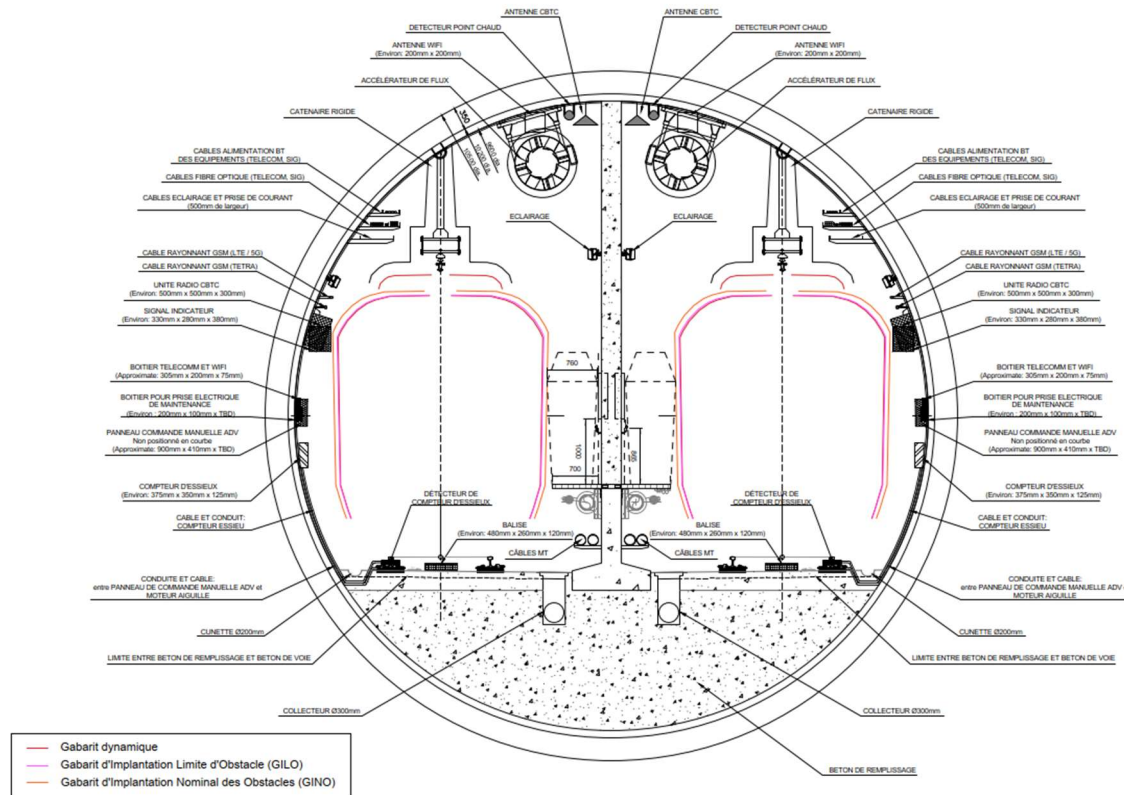 ANTENNE CBTC
DETECTEUR POINT CHAUD
ANTENNE WIFI
(Environ: 200mm x 200mm)
ACCÉLÉRATEUR DE FLUX
CATENAIRE RIGIDE
CABLES ALIMENTATION BT
DES EQUIPEMENTS (TELECOM, SIG)
CABLES FIBRE OPTIQUE (TELECOM, SIG)
CABLES ECLAIRAGE ET PRISE DE COURANT
(500mm de largeur)
CABLE RAYONNANT GSM (LTE / 5G)
CABLE RAYONNANT GSM (TETRA)
UNITE RADIO CBTC
(Environ: 500mm x 500mm x 300mm)
SIGNAL INDICATEUR
(Environ: 330mm x 280mm x 380mm)
BOITIER TELECOMM ET WIFI
(Approximate: 305mm x 200mm x 75mm)
BOITIER POUR PRISE ELECTRIQUE
DE MAINTENANCE
(Environ : 200mm x 100mm x TBD)
PANNEAU COMMANDE MANUELLE ADV
Non positionné en courbe
(Approximate: 900mm x 410mm x TBD)
COMPTEUR D'ESSIEUX
(Environ: 375mm x 350mm x 125mm)
CABLE ET CONDUIT:
COMPTEUR ESSIEU
CONDUITE ET CABLE:
entre PANNEAU DE COMMANDE MANUELLE ADV et
MOTEUR AIGUILLE
CUNETTE Ø200mm
LIMITE ENTRE BETON DE REMPLISSAGE ET BETON DE VOIE
COLLECTEUR Ø300mm
350
ECLAIRAGE
760
1000
700
DÉTECTEUR DE
COMPTEUR D'ESSIEUX
BALISE
(Environ: 480mm x 260mm x 120mm)
CÂBLES MT
ANTENNE CBTC
DETECTEUR POINT CHAUD
ANTENNE WIFI
(Environ: 200mm x 200mm)
ACCÉLÉRATEUR DE FLUX
CATENAIRE RIGIDE
CABLES ALIMENTATION BT
DES EQUIPEMENTS (TELECOM, SIG)
CABLES FIBRE OPTIQUE (TELECOM, SIG)
CABLES ECLAIRAGE ET PRISE DE COURANT
(500mm de largeur)
CABLE RAYONNANT GSM (LTE / 5G)
CABLE RAYONNANT GSM (TETRA)
UNITE RADIO CBTC
(Environ: 500mm x 500mm x 300mm)
SIGNAL INDICATEUR
(Environ: 330mm x 280mm x 380mm)
BOITIER TELECOMM ET WIFI
(Approximate: 305mm x 200mm x 75mm)
BOITIER POUR PRISE ELECTRIQUE
DE MAINTENANCE
(Environ : 200mm x 100mm x TBD)
PANNEAU COMMANDE MANUELLE ADV
Non positionné en courbe
(Approximate: 900mm x 410mm x TBD)
COMPTEUR D'ESSIEUX
(Environ: 375mm x 350mm x 125mm)
CABLE ET CONDUIT:
COMPTEUR ESSIEU
CONDUITE ET CABLE:
entre PANNEAU DE COMMANDE MANUELLE ADV et
MOTEUR AIGUILLE
CUNETTE Ø200mm
LIMITE ENTRE BETON DE REMPLISSAGE ET BETON DE VOIE
COLLECTEUR Ø300mm
BETON DE REMPLISSAGE
ECLAIRAGE
DÉTECTEUR DE
COMPTEUR D'ESSIEUX
BALISE
(Environ: 480mm x 260mm x 120mm)
CÂBLES MT
Gabarit dynamique
Gabarit d'Implantation Limite d'Obstacle (GILO)
Gabarit d'Implantation Nominal des Obstacles (GINO)